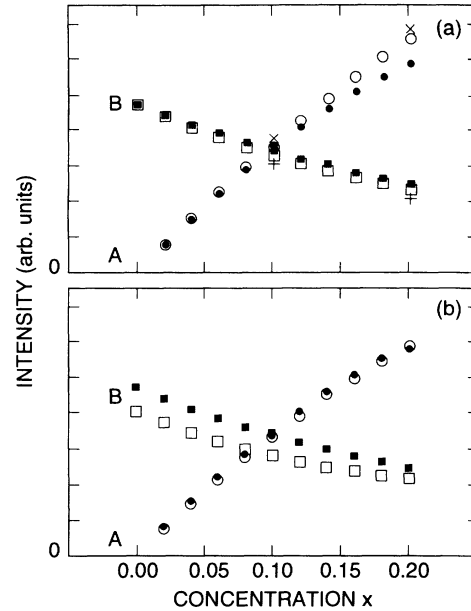 (a)
B
A
0
(b)
B
A
0
INTENSITY (arb. units)
0.00 0.05 0.10 0.15 0.20
CONCENTRATION x